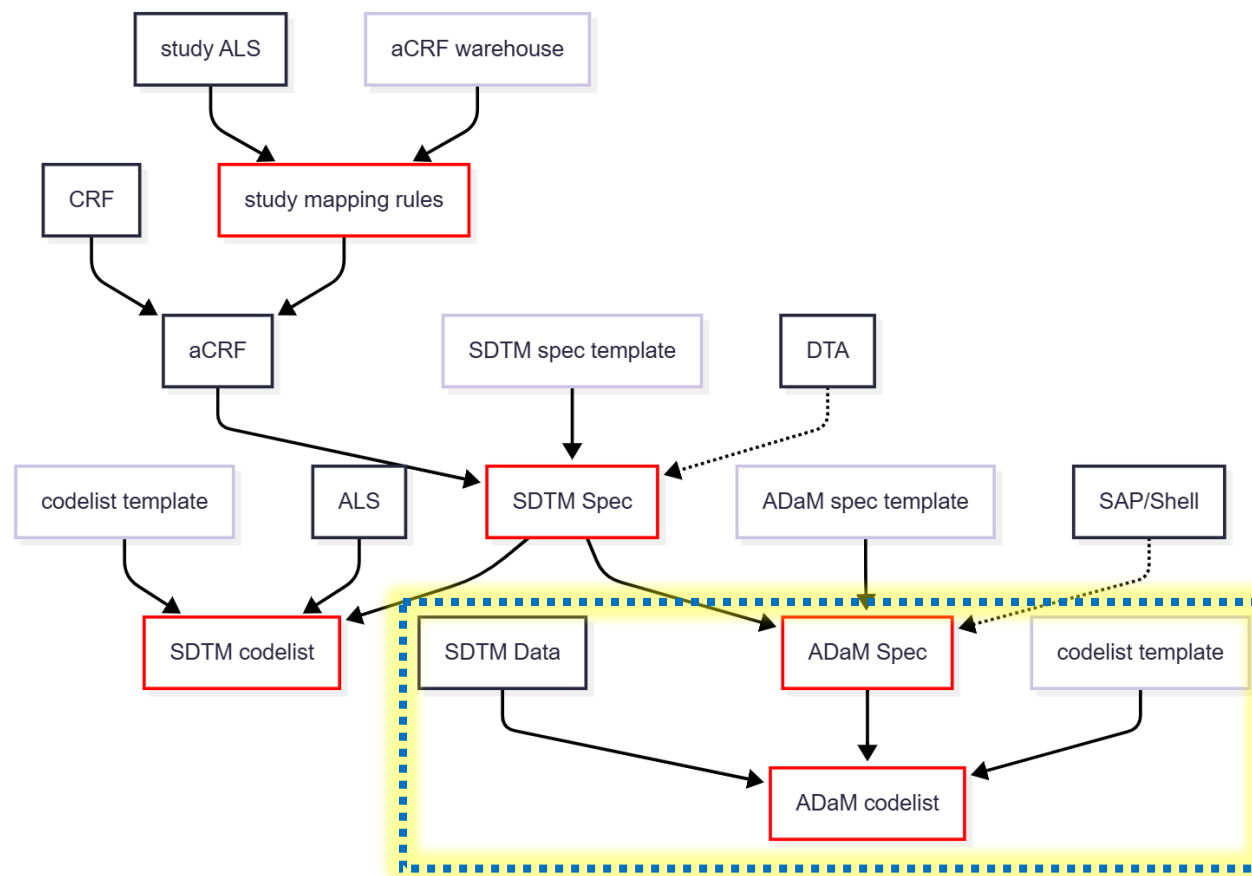 study ALS
aCRF warehouse
CRF
study mapping rules
aCRF
SDTM spec template
DTA
codelist template
ALS
SDTM Spec
ADaM spec template
SAP/Shell
SDTM codelist
SDTM Data
ADaM Spec
codelist template
ADaM codelist